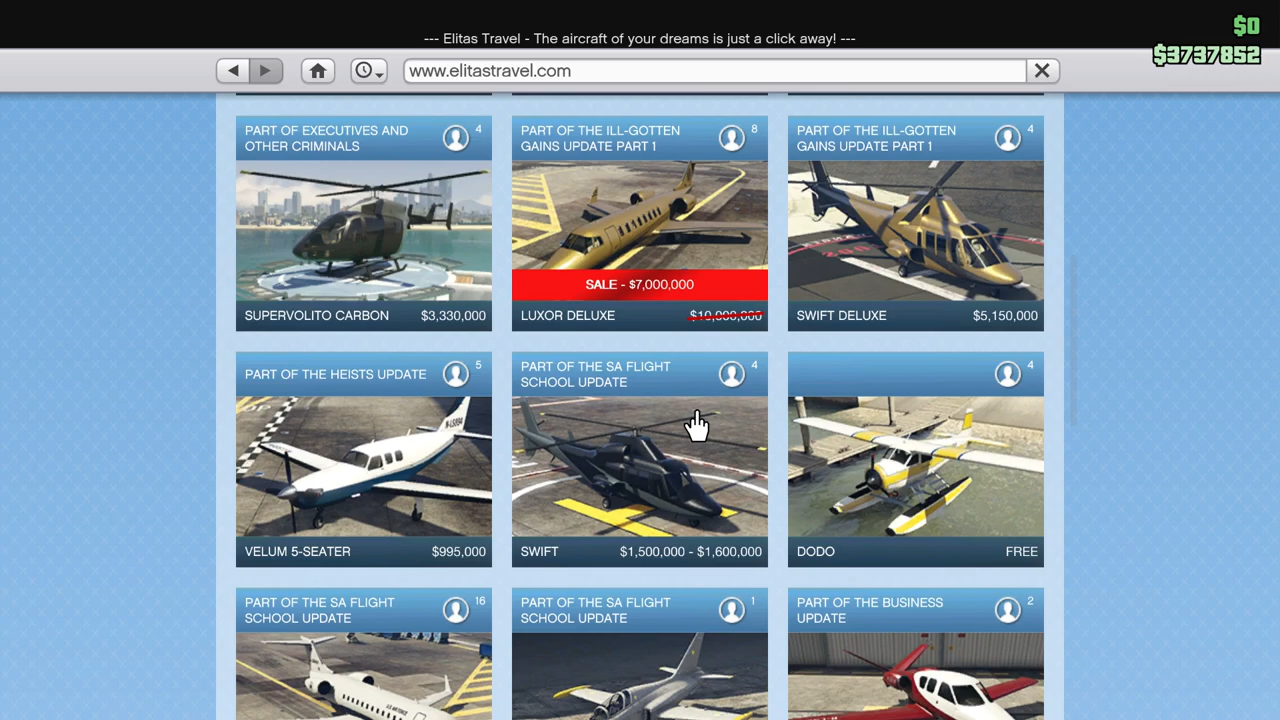 --- Elitas Travel - The aircraft of your dreams is just a click away! ---
$0
$3737852
www.elitastravel.com
PART OF EXECUTIVES AND
OTHER CRIMINALS
4
SUPERVOLITO CARBON $3,330,000
PART OF THE ILL-GOTTEN
GAINS UPDATE PART 1
8
SALE - $7,000,000
LUXOR DELUXE $10,900,000
PART OF THE ILL-GOTTEN
GAINS UPDATE PART 1
4
SWIFT DELUXE $5,150,000
PART OF THE HEISTS UPDATE
5
VELUM 5-SEATER $995,000
PART OF THE SA FLIGHT
SCHOOL UPDATE
4
SWIFT $1,500,000 - $1,600,000
4
DODO FREE
PART OF THE SA FLIGHT
SCHOOL UPDATE
16
PART OF THE SA FLIGHT
SCHOOL UPDATE
1
PART OF THE BUSINESS
UPDATE
2